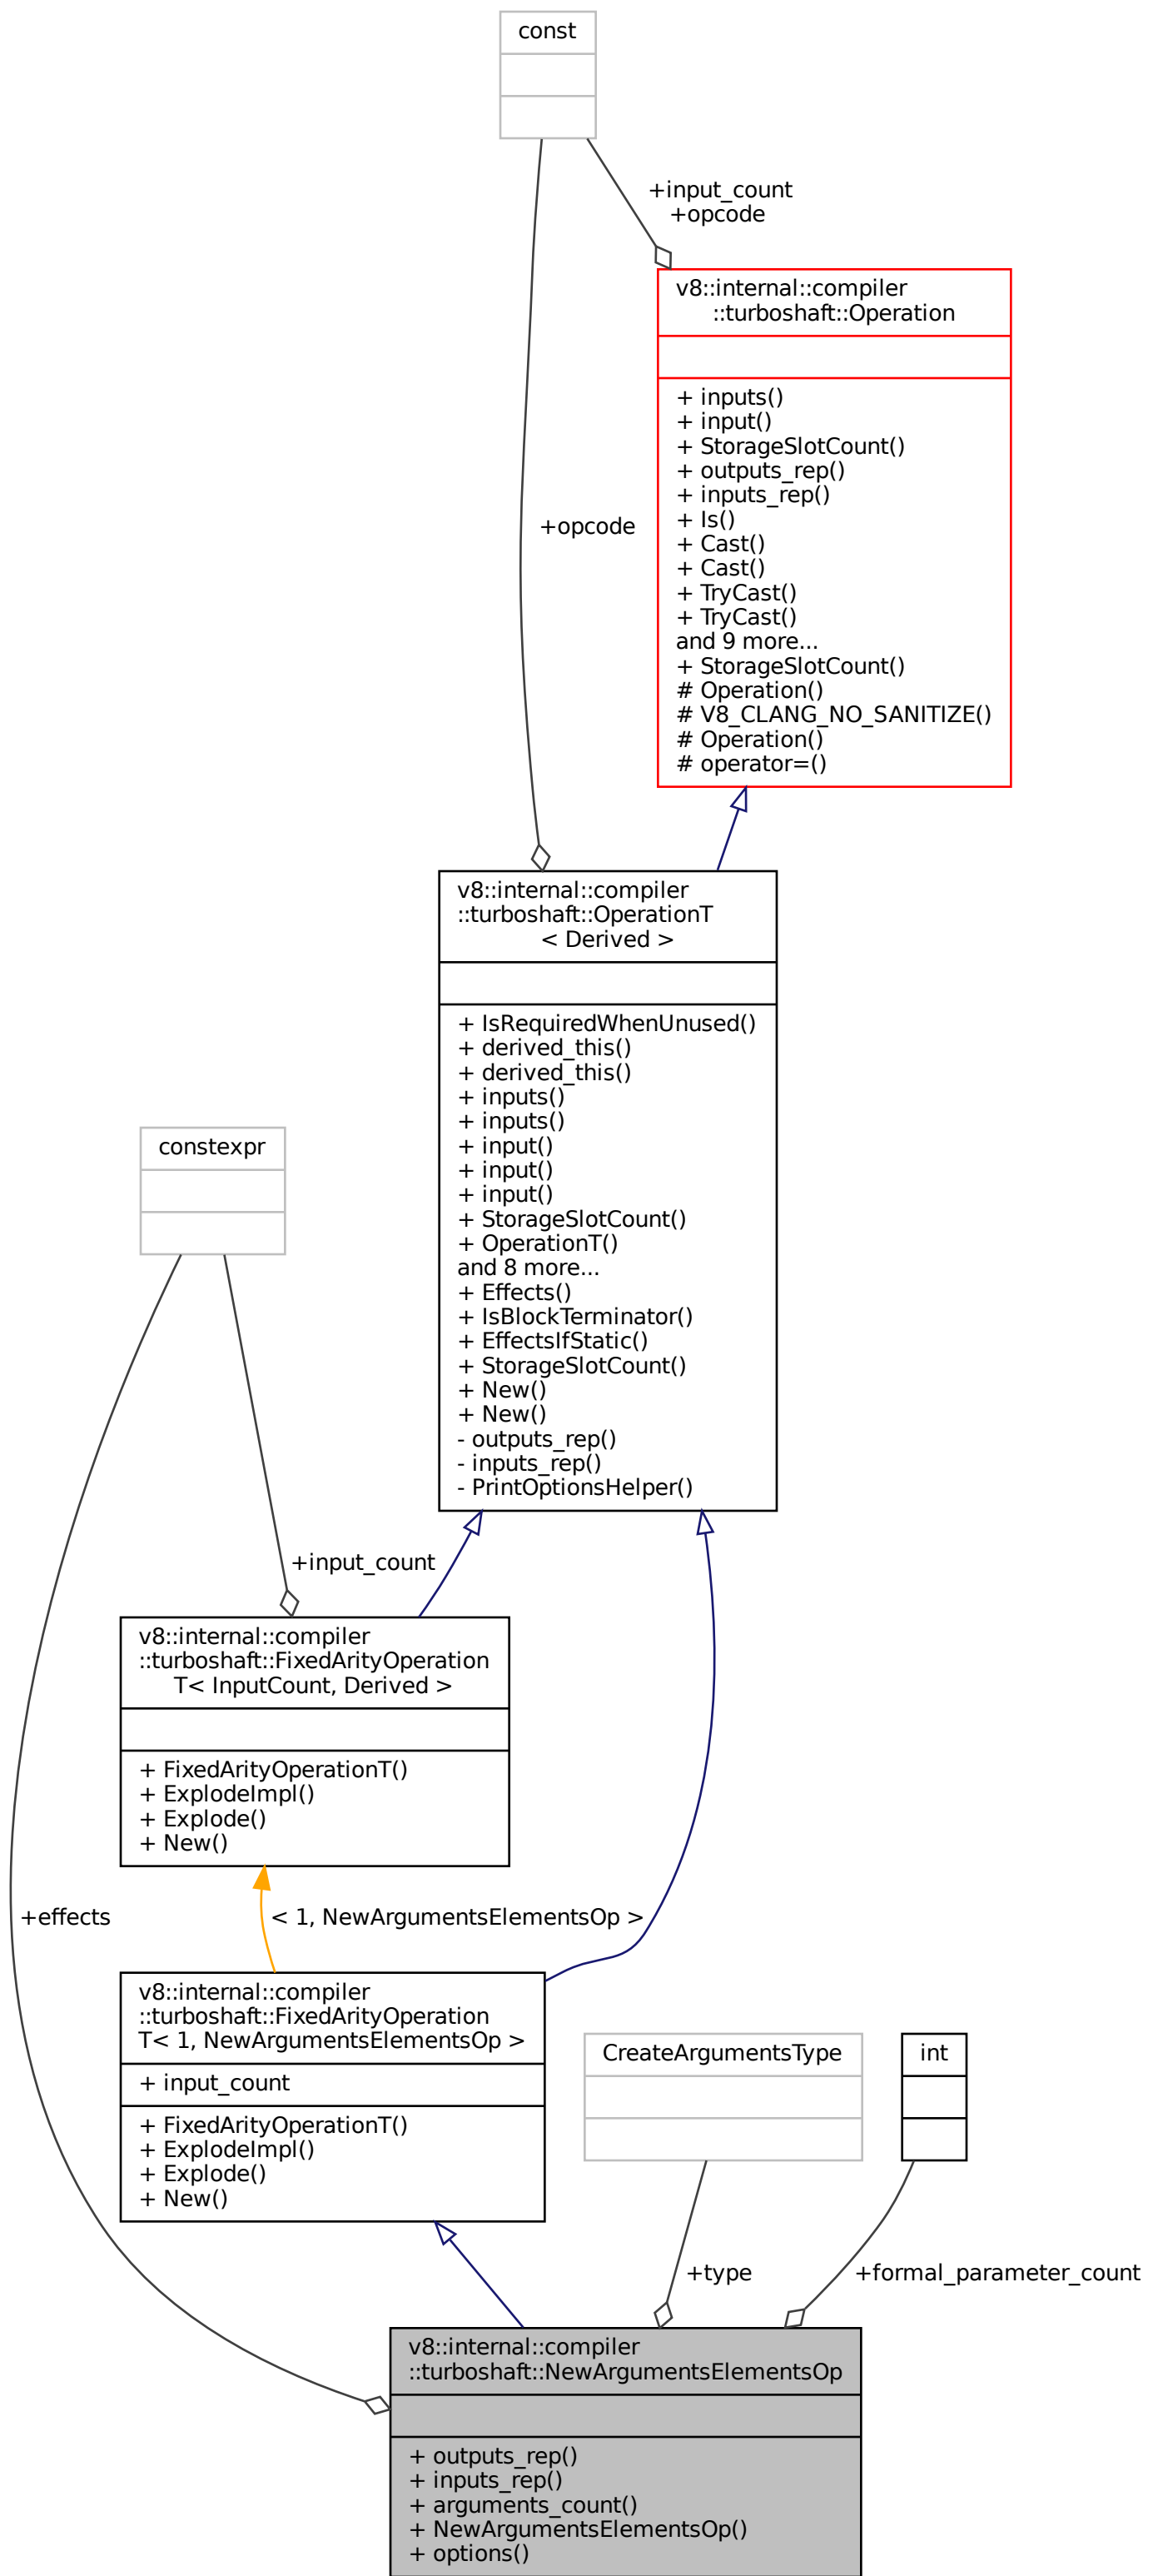 const
+input_count
+opcode
v8::internal::compiler
::turboshaft::Operation
+ inputs()
+ input()
+ StorageSlotCount()
+ outputs_rep()
+ inputs_rep()
+ Is()
+ Cast()
+ Cast()
+ TryCast()
+ TryCast()
and 9 more...
+ StorageSlotCount()
# Operation()
# V8_CLANG_NO_SANITIZE()
# Operation()
# operator=()
+opcode
v8::internal::compiler
::turboshaft::OperationT
< Derived >
+ IsRequiredWhenUnused()
+ derived_this()
+ derived_this()
+ inputs()
+ inputs()
+ input()
+ input()
+ input()
+ StorageSlotCount()
+ OperationT()
and 8 more...
+ Effects()
+ IsBlockTerminator()
+ EffectsIfStatic()
+ StorageSlotCount()
+ New()
+ New()
- outputs_rep()
- inputs_rep()
- PrintOptionsHelper()
constexpr
+input_count
v8::internal::compiler
::turboshaft::FixedArityOperation
T< InputCount, Derived >
+ FixedArityOperationT()
+ ExplodeImpl()
+ Explode()
+ New()
+effects
< 1, NewArgumentsElementsOp >
v8::internal::compiler
::turboshaft::FixedArityOperation
T< 1, NewArgumentsElementsOp >
+ input_count
+ FixedArityOperationT()
+ ExplodeImpl()
+ Explode()
+ New()
CreateArgumentsType
int
+type
+formal_parameter_count
v8::internal::compiler
::turboshaft::NewArgumentsElementsOp
+ outputs_rep()
+ inputs_rep()
+ arguments_count()
+ NewArgumentsElementsOp()
+ options()